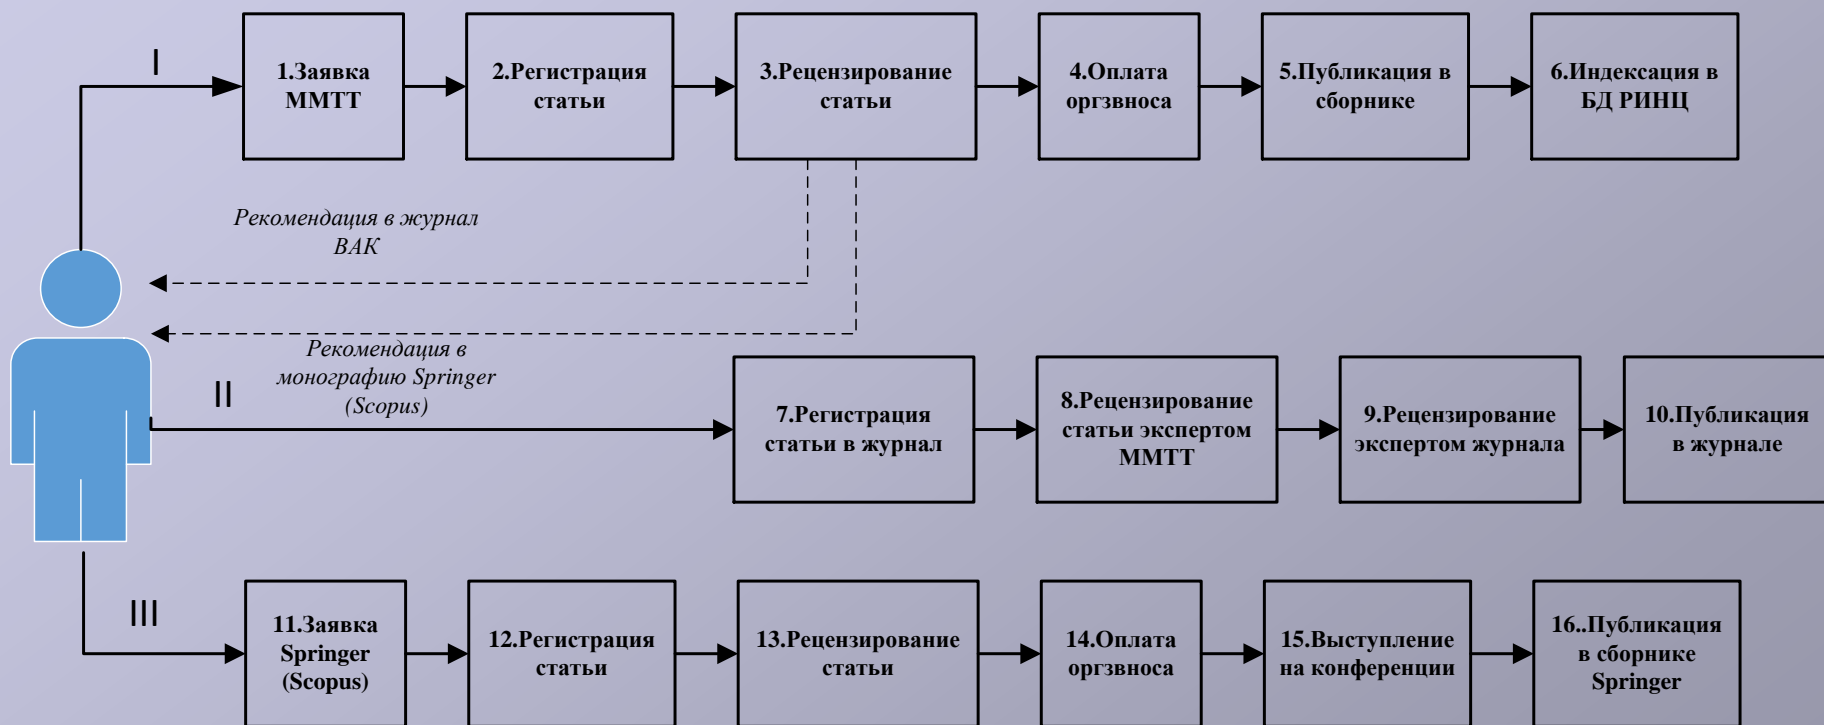 I
1.Заявка
ММТТ
2.Регистрация
статьи
3.Рецензирование
статьи
4.Оплата
оргзвноса
5.Публикация в
сборнике
6.Индексация в
БД РИНЦ
Рекомендация в журнал
ВАК
Рекомендация в
монографию Springer
(Scopus)
II
7.Регистрация
статьи в журнал
8.Рецензирование
статьи экспертом
ММТТ
9.Рецензирование
экспертом журнала
10.Публикация
в журнале
III
11.Заявка
Springer
(Scopus)
12.Регистрация
статьи
13.Рецензирование
статьи
14.Оплата
оргзвноса
15.Выступление
на конференции
16..Публикация
в сборнике
Springer